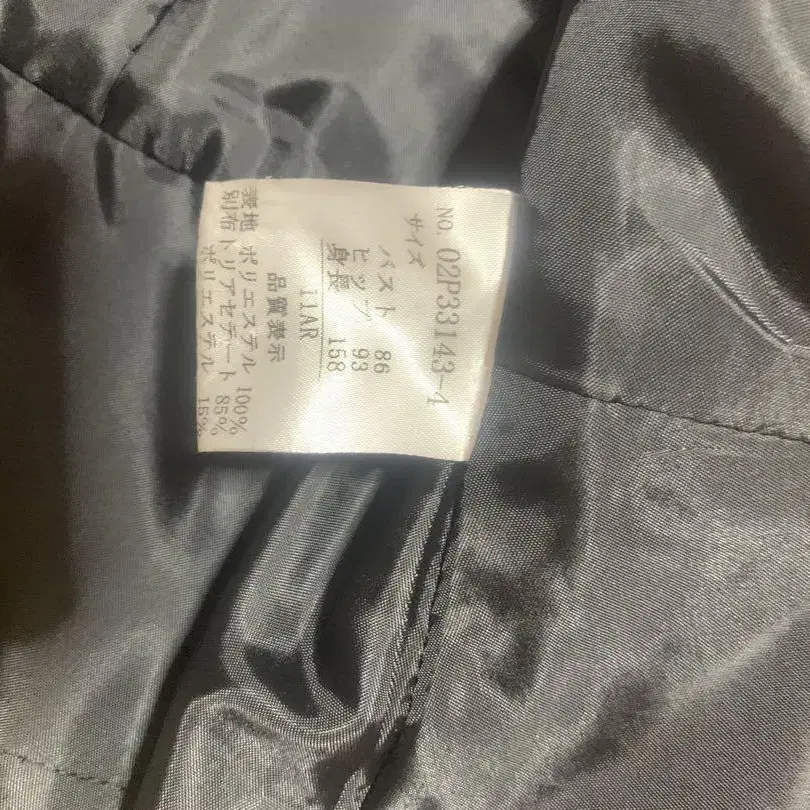 NO. 02P33143-4
サイズ
バスト 86
ヒップ 93
身長 158
11AR
品質表示
表地 ポリエステル 100%
別布 トリアセテート 85%
ポリエステル 15%